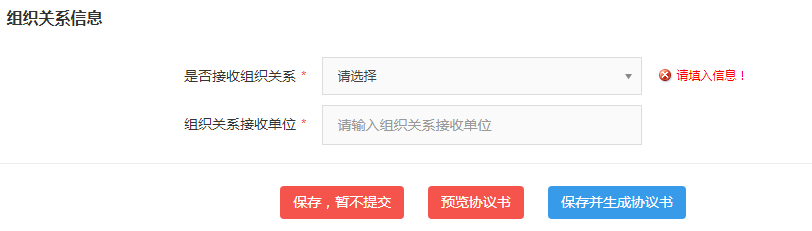 组织关系信息
是否接收组织关系 * 请选择 请填入信息！
组织关系接收单位 * 请输入组织关系接收单位
保存，暂不提交 预览协议书 保存并生成协议书